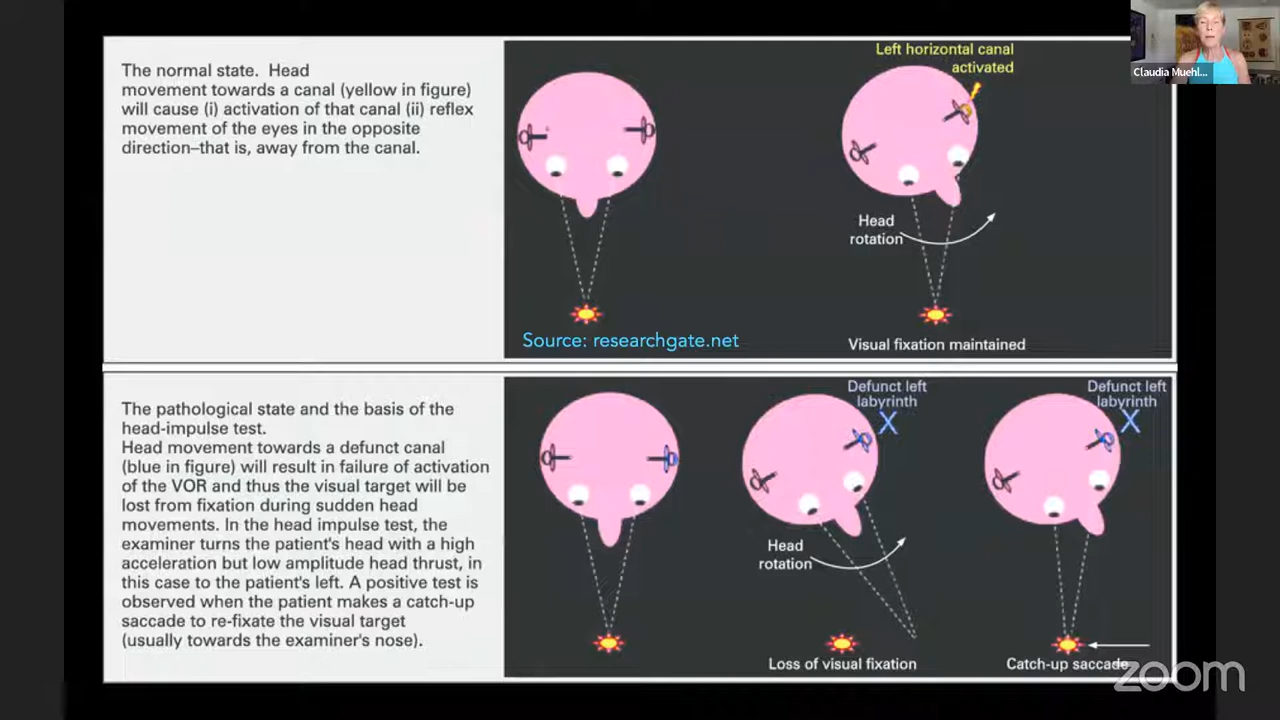 Claudia Muehl...
The normal state. Head
movement towards a canal (yellow in figure)
will cause (i) activation of that canal (ii) reflex
movement of the eyes in the opposite
direction–that is, away from the canal.
Left horizontal canal
activated
Head
rotation
Source: researchgate.net
Visual fixation maintained
The pathological state and the basis of the
head-impulse test.
Head movement towards a defunct canal
(blue in figure) will result in failure of activation
of the VOR and thus the visual target will be
lost from fixation during sudden head
movements. In the head impulse test, the
examiner turns the patient's head with a high
acceleration but low amplitude head thrust, in
this case to the patient's left. A positive test is
observed when the patient makes a catch-up
saccade to re-fixate the visual target
(usually towards the examiner's nose).
Defunct left
labyrinth
X
Head
rotation
Loss of visual fixation
Defunct left
labyrinth
X
Catch-up saccade
zoom